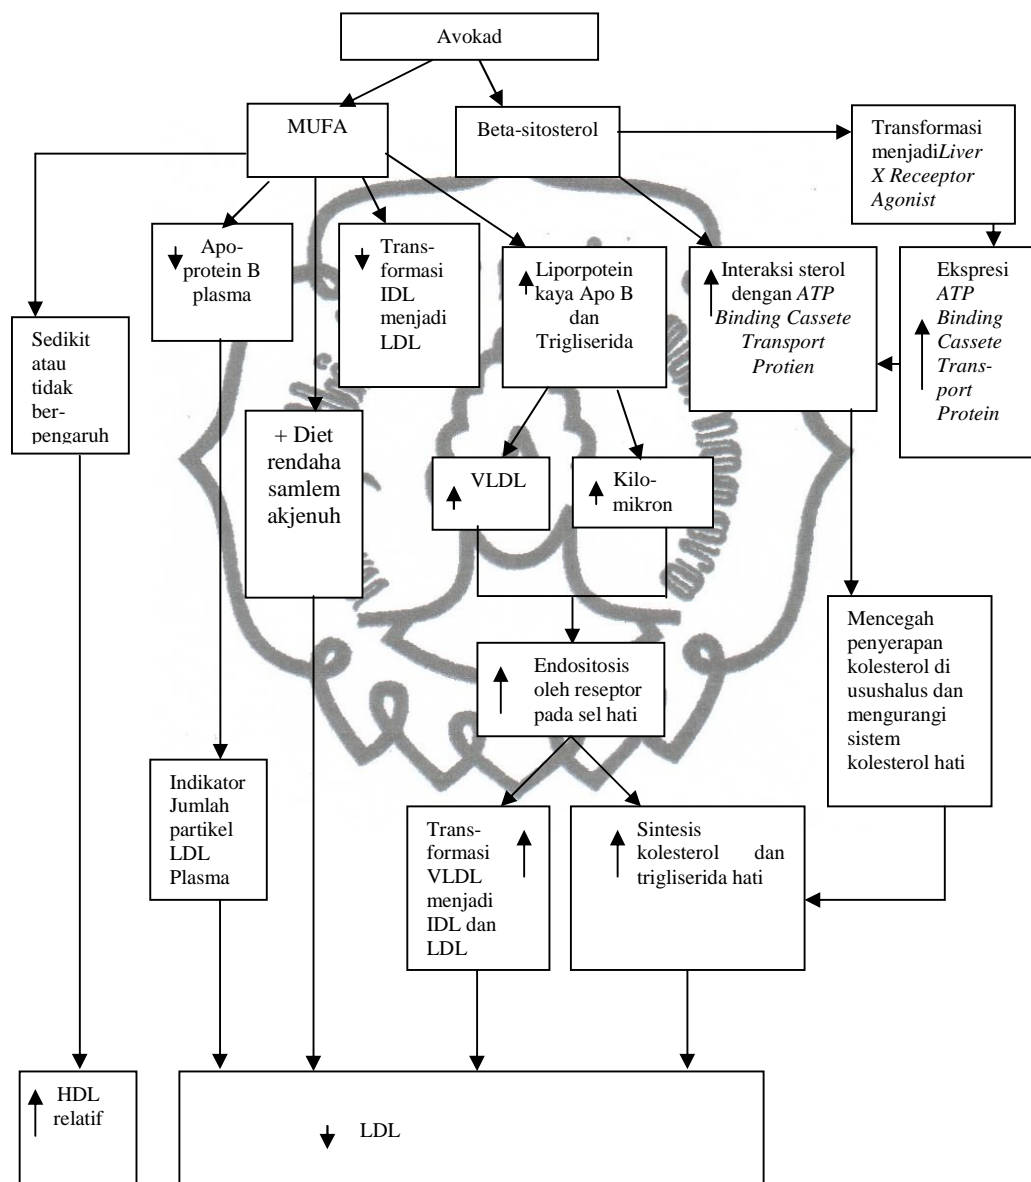 Avokad
MUFA
Beta-sitosterol
Transformasi
menjadiLiver
X Receeptor
Agonist
Apo-
protein B
plasma
Trans-
formasi
IDL
menjadi
LDL
Liporpotein
kaya Apo B
dan
Trigliserida
Interaksi sterol
dengan ATP
Binding Cassete
Transport
Protien
Ekspresi
ATP
Binding
Cassete
Trans-
port
Protein
Sedikit
atau
tidak
ber-
pengaruh
+ Diet
rendaha
samlem
akjenuh
VLDL
Kilo-
mikron
Mencegah
penyerapan
kolesterol di
usushalus dan
mengurangi
sistem
kolesterol hati
Endositosis
oleh reseptor
pada sel hati
Indikator
Jumlah
partikel
LDL
Plasma
Trans-
formasi
VLDL
menjadi
IDL dan
LDL
Sintesis
kolesterol dan
trigliserida hati
HDL
relatif
LDL